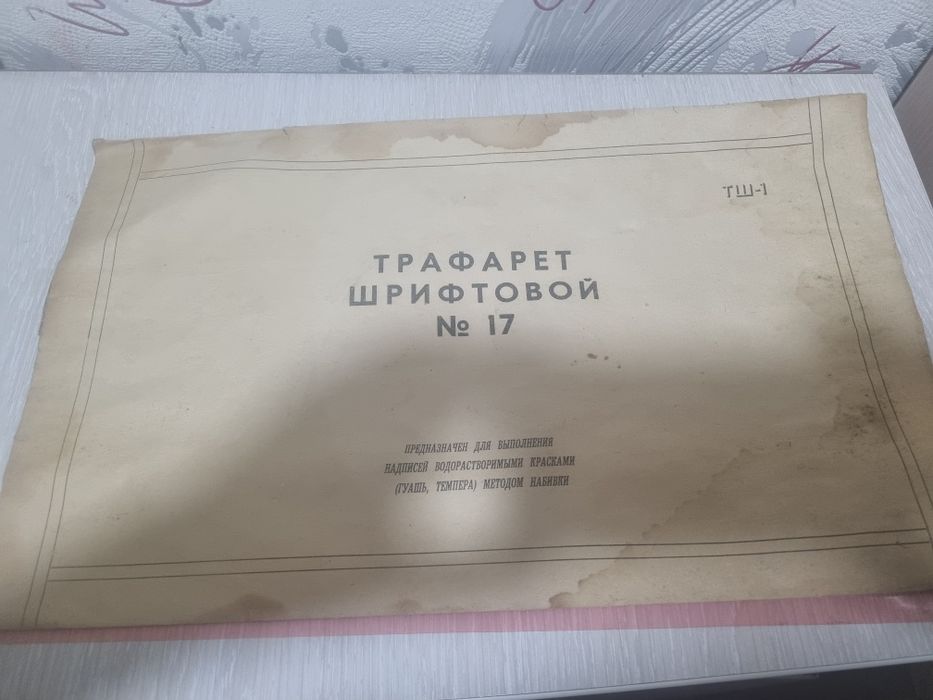 ТШ-1
ТРАФАРЕТ
ШРИФТОВОЙ
№ 17
ПРЕДНАЗНАЧЕН ДЛЯ ВЫПОЛНЕНИЯ
НАДПИСЕЙ ВОДОРАСТВОРИМЫМИ КРАСКАМИ
(ГУАШЬ, ТЕМПЕРА) МЕТОДОМ НАБИВКИ